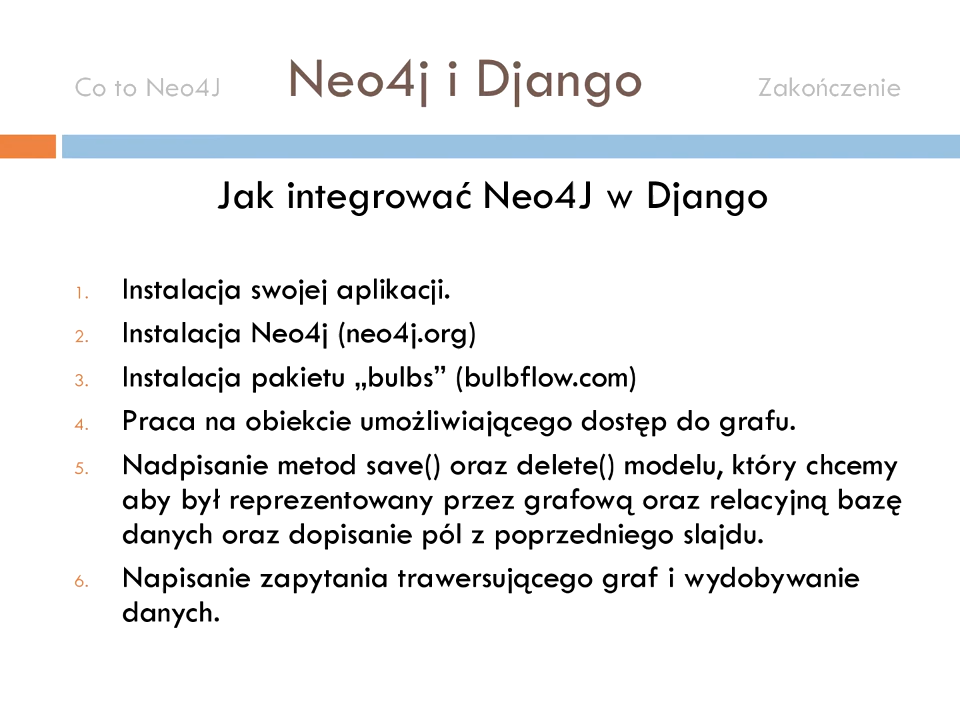 Co to Neo4J Neo4j i Django Zakończenie
Jak integrować Neo4J w Django
1. Instalacja swojej aplikacji.
2. Instalacja Neo4j (neo4j.org)
3. Instalacja pakietu „bulbs” (bulbflow.com)
4. Praca na obiekcie umożliwiającego dostęp do grafu.
5. Nadpisanie metod save() oraz delete() modelu, który chcemy
aby był reprezentowany przez grafową oraz relacyjną bazę
danych oraz dopisanie pól z poprzedniego slajdu.
6. Napisanie zapytania trawersującego graf i wydobywanie
danych.